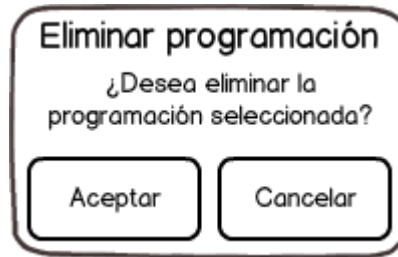 Eliminar programación
¿Desea eliminar la
programación seleccionada?
Aceptar
Cancelar